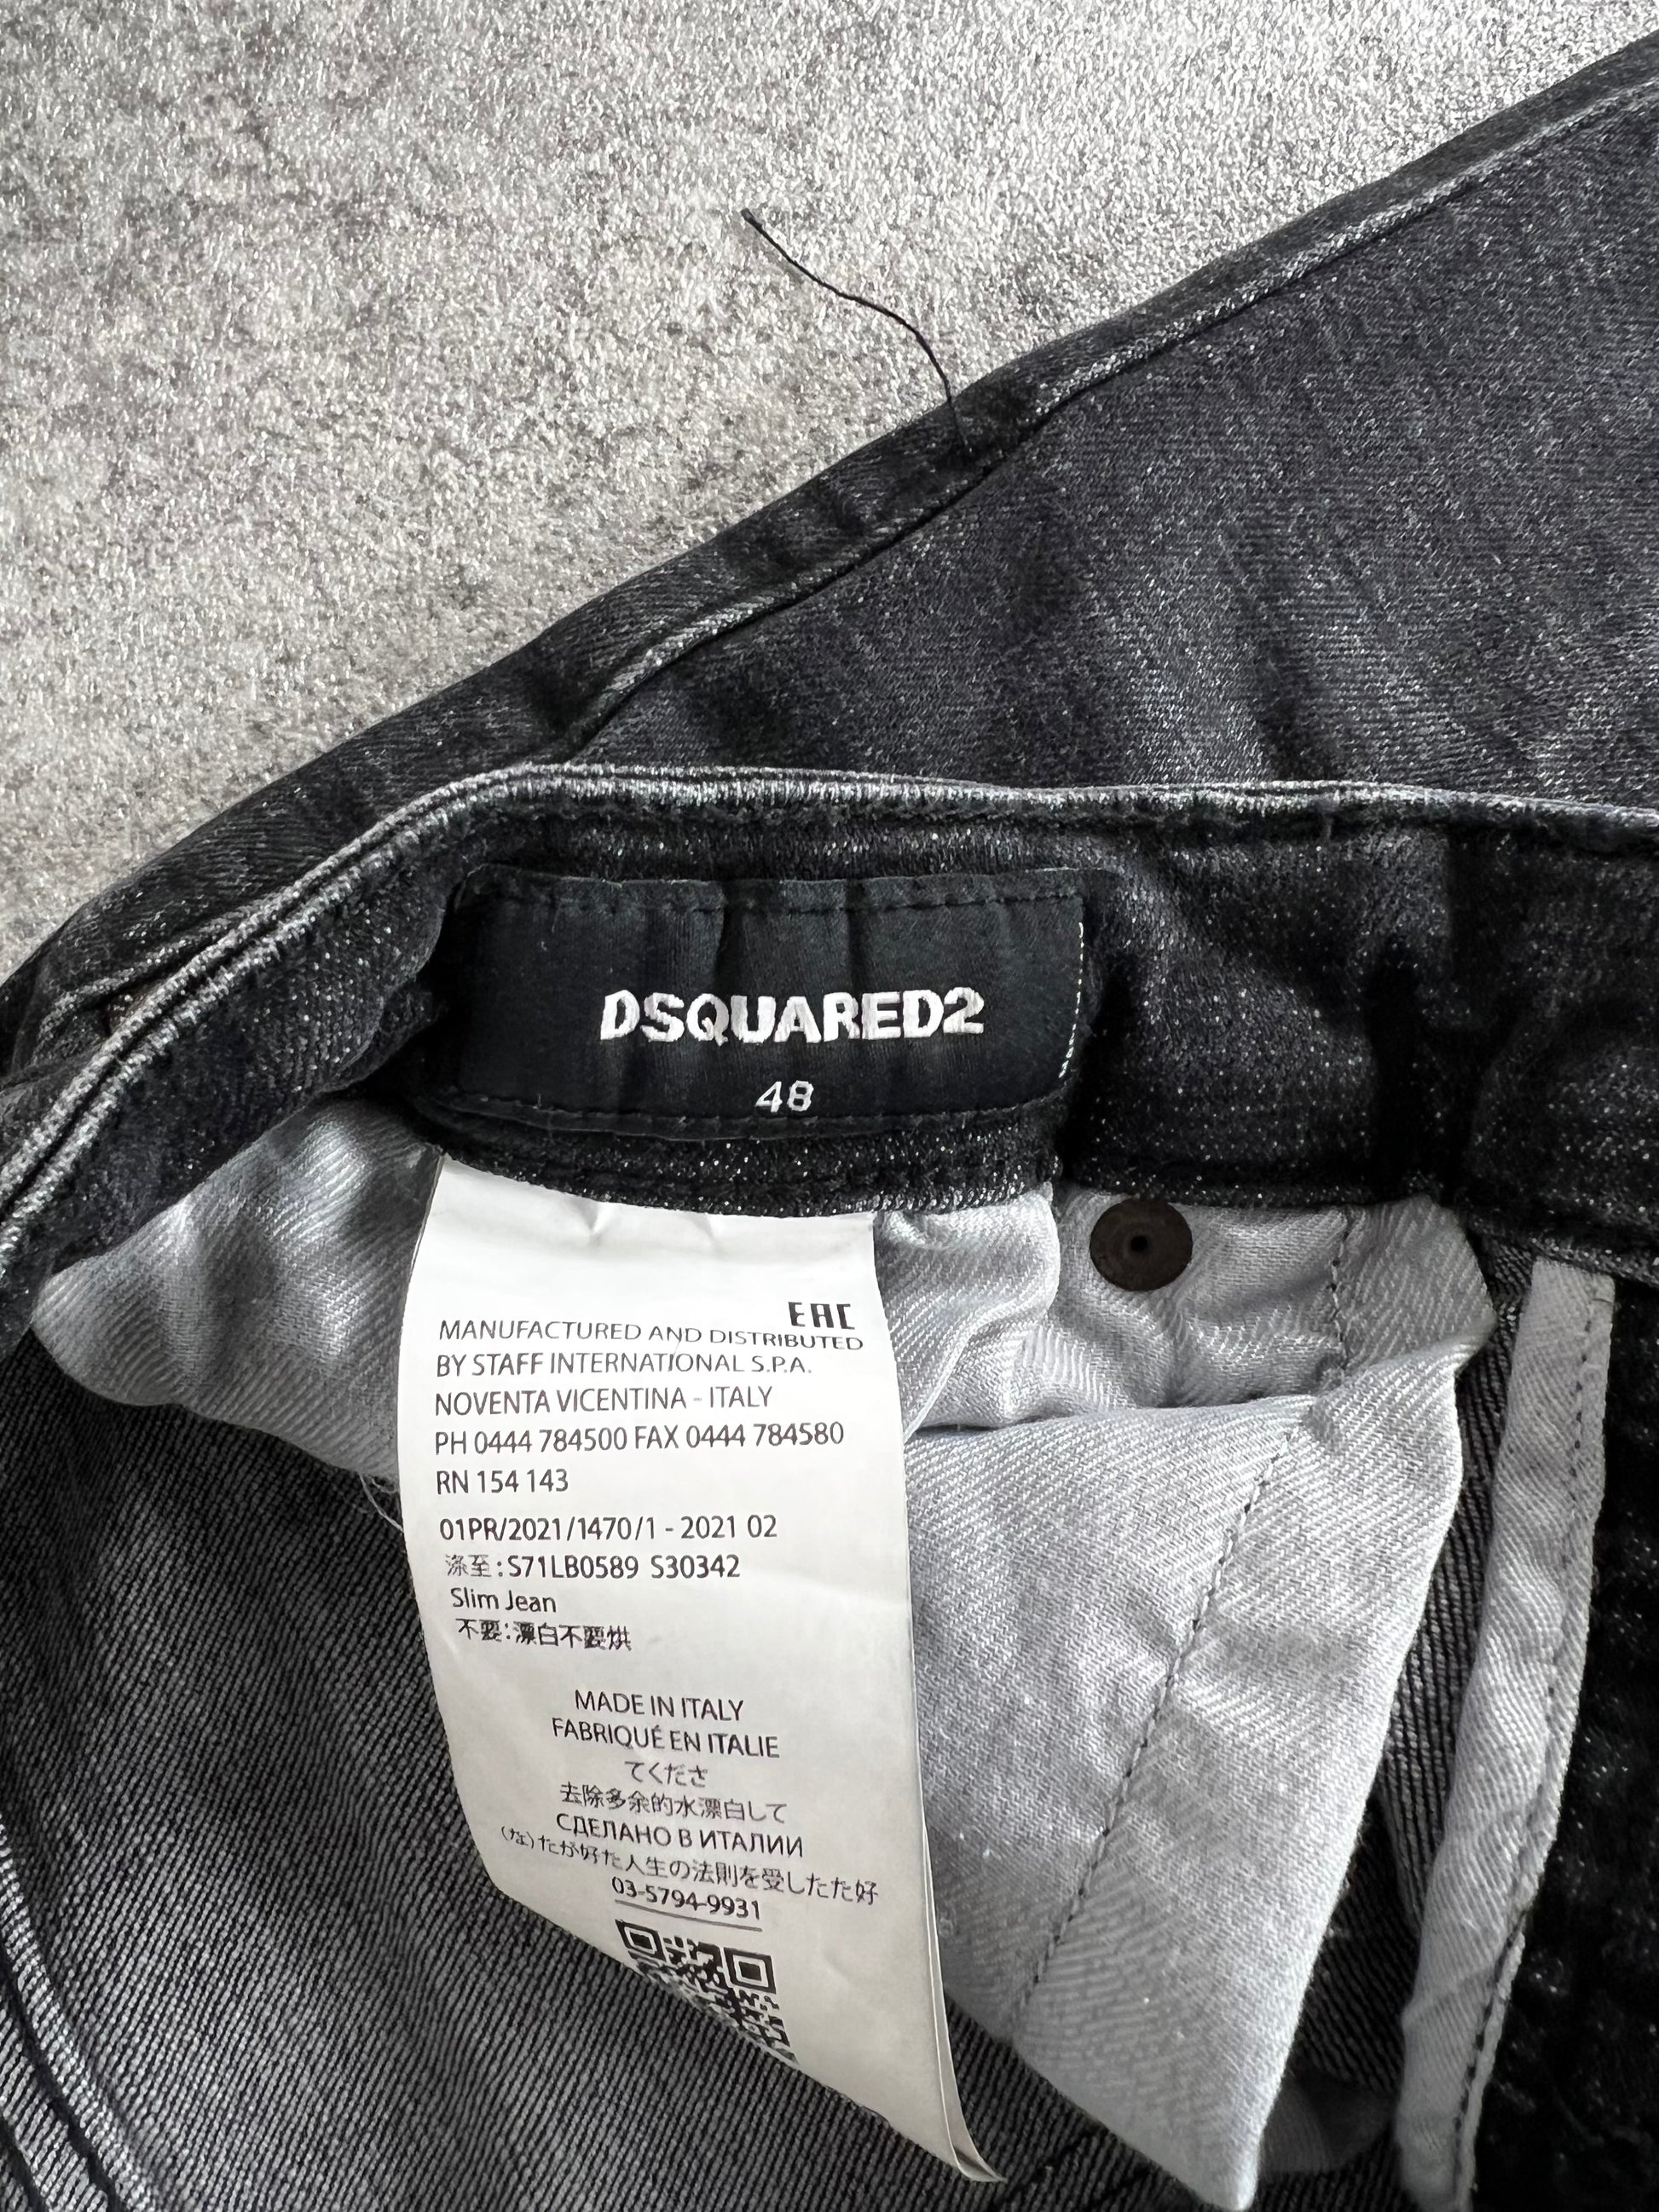 DSQUARED2
48
EAC
MANUFACTURED AND DISTRIBUTED
BY STAFF INTERNATIONAL S.P.A.
NOVENTA VICENTINA - ITALY
PH 0444 784500 FAX 0444 784580
RN 154 143
01PR/2021/1470/1 - 2021 02
涤至: S71LB0589 S30342
Slim Jean
不要: 漂白不要烘
MADE IN ITALY
FABRIQUÉ EN ITALIE
てくださ
去除多余的水漂白して
СДЕЛАНО В ИТАЛИИ
(な)たが好た人生の法則を受したた好
03-5794-9931